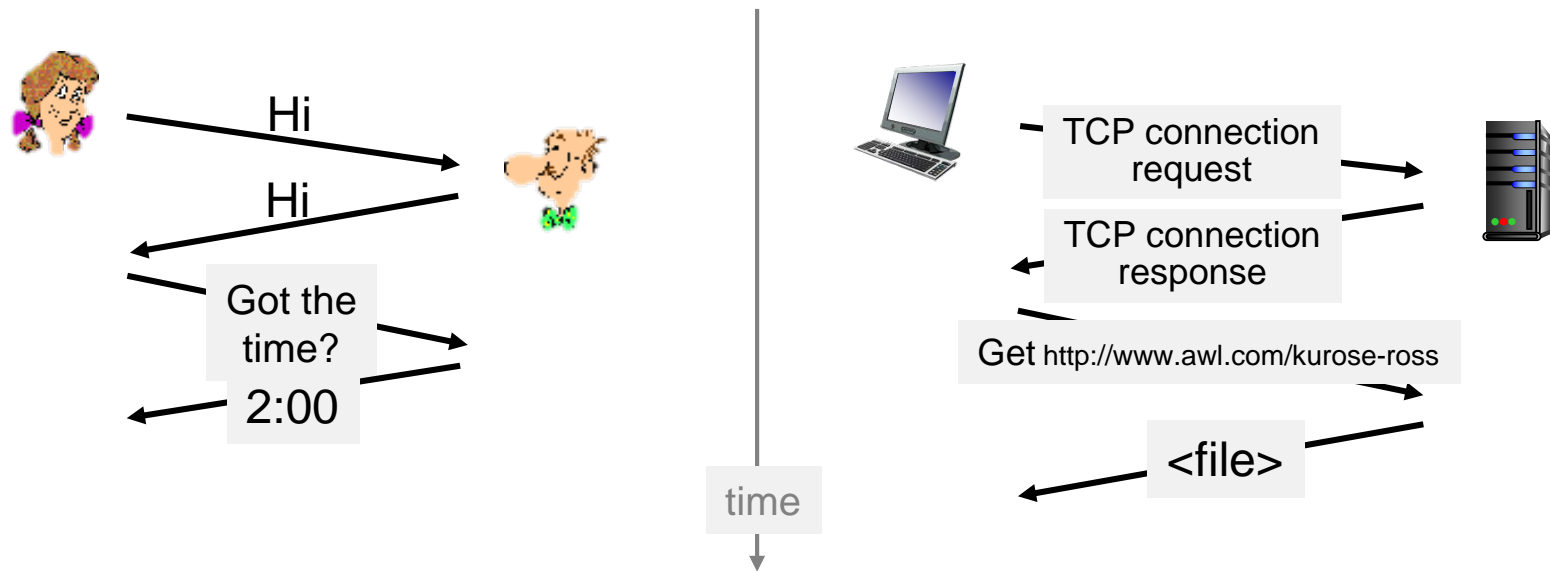 Hi
Hi
Got the
time?
2:00
time
TCP connection
request
TCP connection
response
Get http://www.awl.com/kurose-ross
<file>